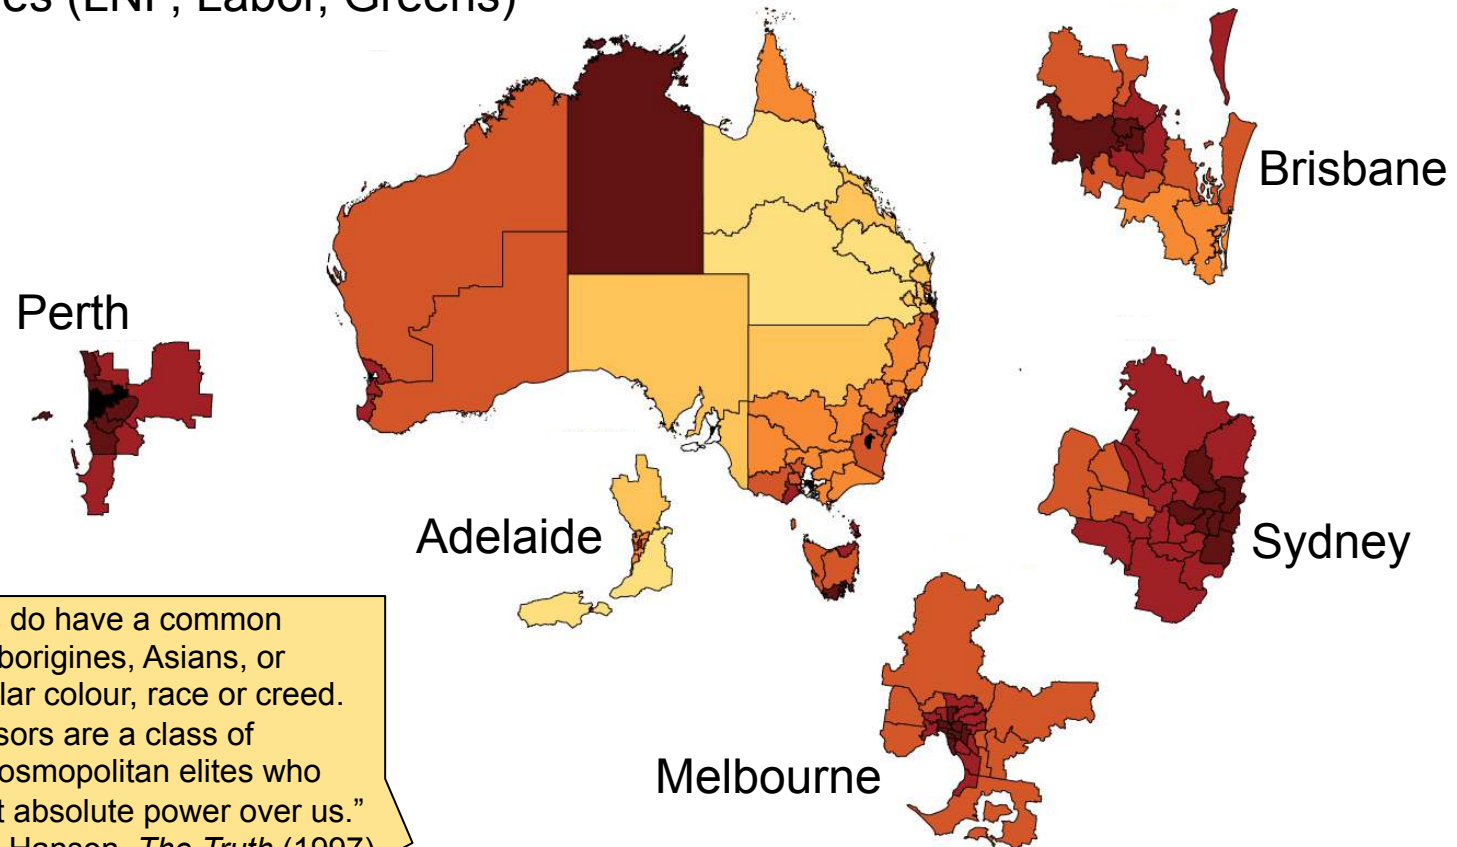 es (LNP, Labor, Greens)
Brisbane
Perth
Adelaide
Sydney
Melbourne
do have a common
borigines, Asians, or
lar colour, race or creed.
sors are a class of
osmopolitan elites who
t absolute power over us.”
Hanson, The Truth (1997)